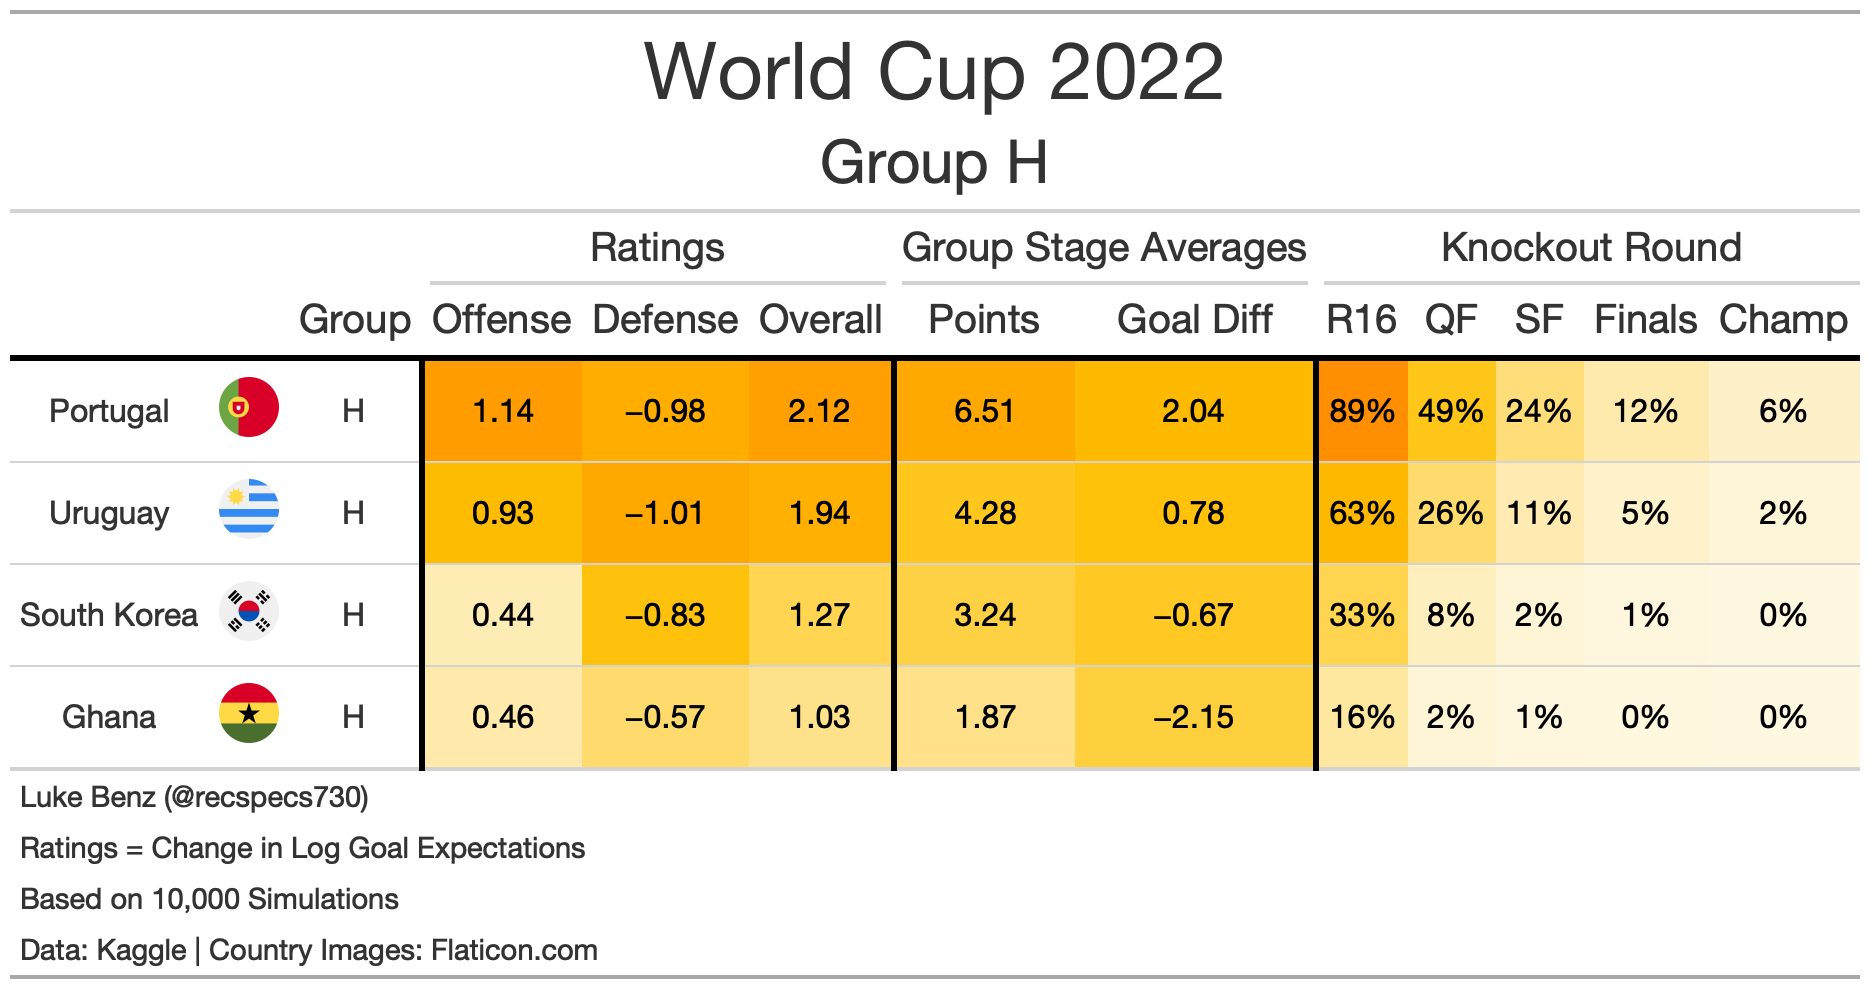 World Cup 2022
Group H
Ratings Group Stage Averages Knockout Round
Group Offense Defense Overall Points Goal Diff R16 QF SF Finals Champ
Portugal H 1.14 −0.98 2.12 6.51 2.04 89% 49% 24% 12% 6%
Uruguay H 0.93 −1.01 1.94 4.28 0.78 63% 26% 11% 5% 2%
South Korea H 0.44 −0.83 1.27 3.24 −0.67 33% 8% 2% 1% 0%
Ghana H 0.46 −0.57 1.03 1.87 −2.15 16% 2% 1% 0% 0%
Luke Benz (@recspecs730)
Ratings = Change in Log Goal Expectations
Based on 10,000 Simulations
Data: Kaggle | Country Images: Flaticon.com